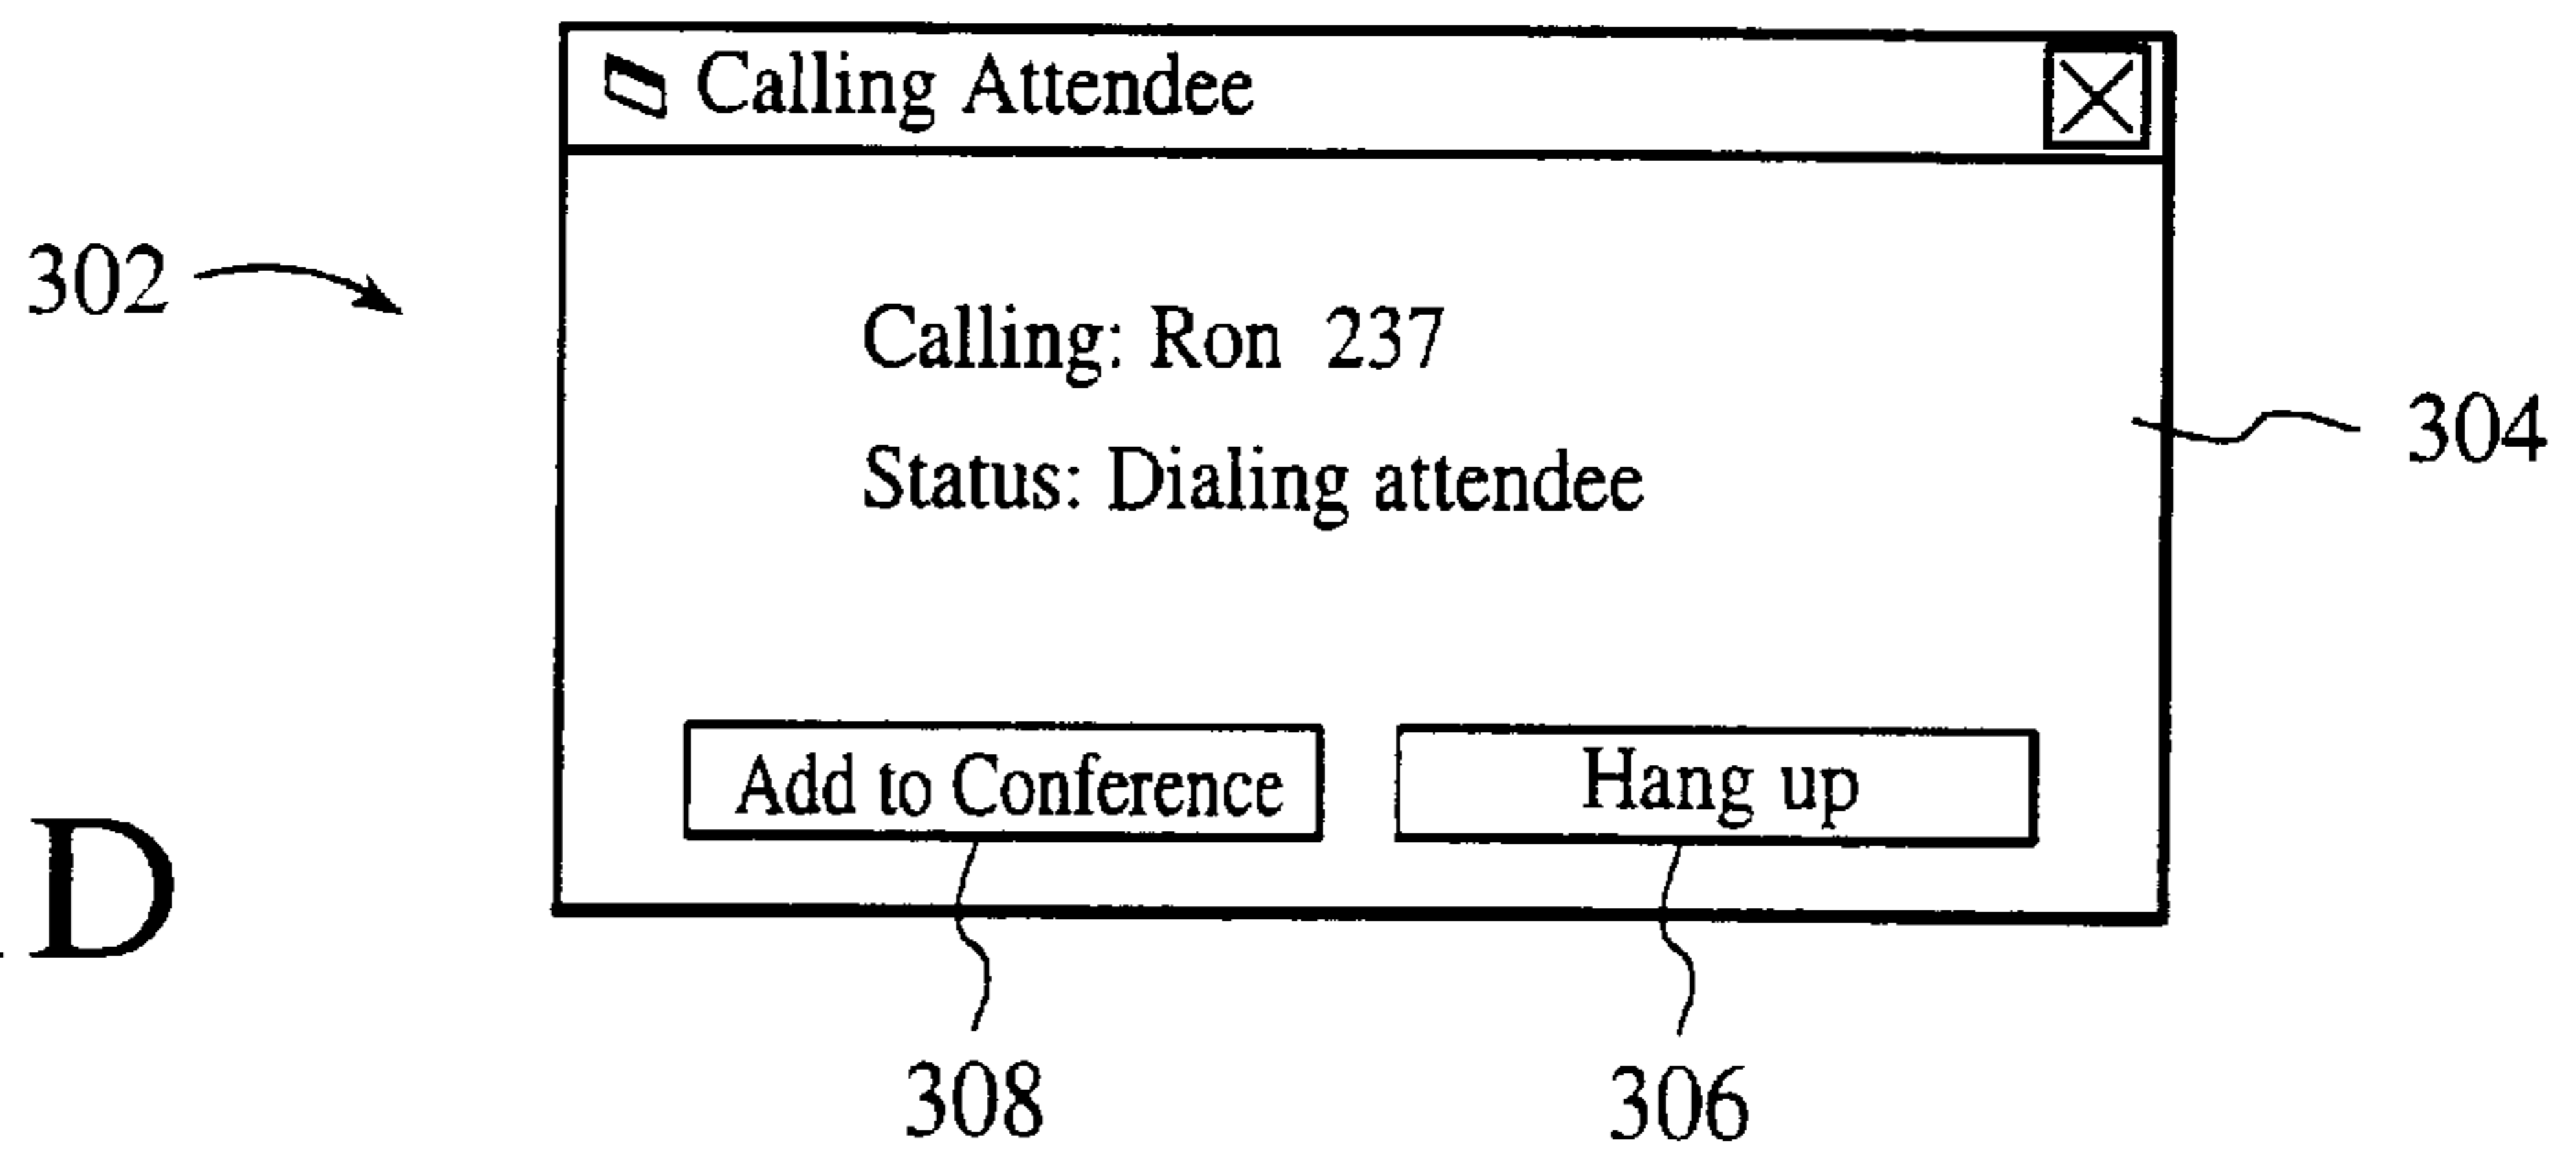 Calling Attendee
302
Calling: Ron 237
304
Status: Dialing attendee
Add to Conference
Hang up
D
308
306